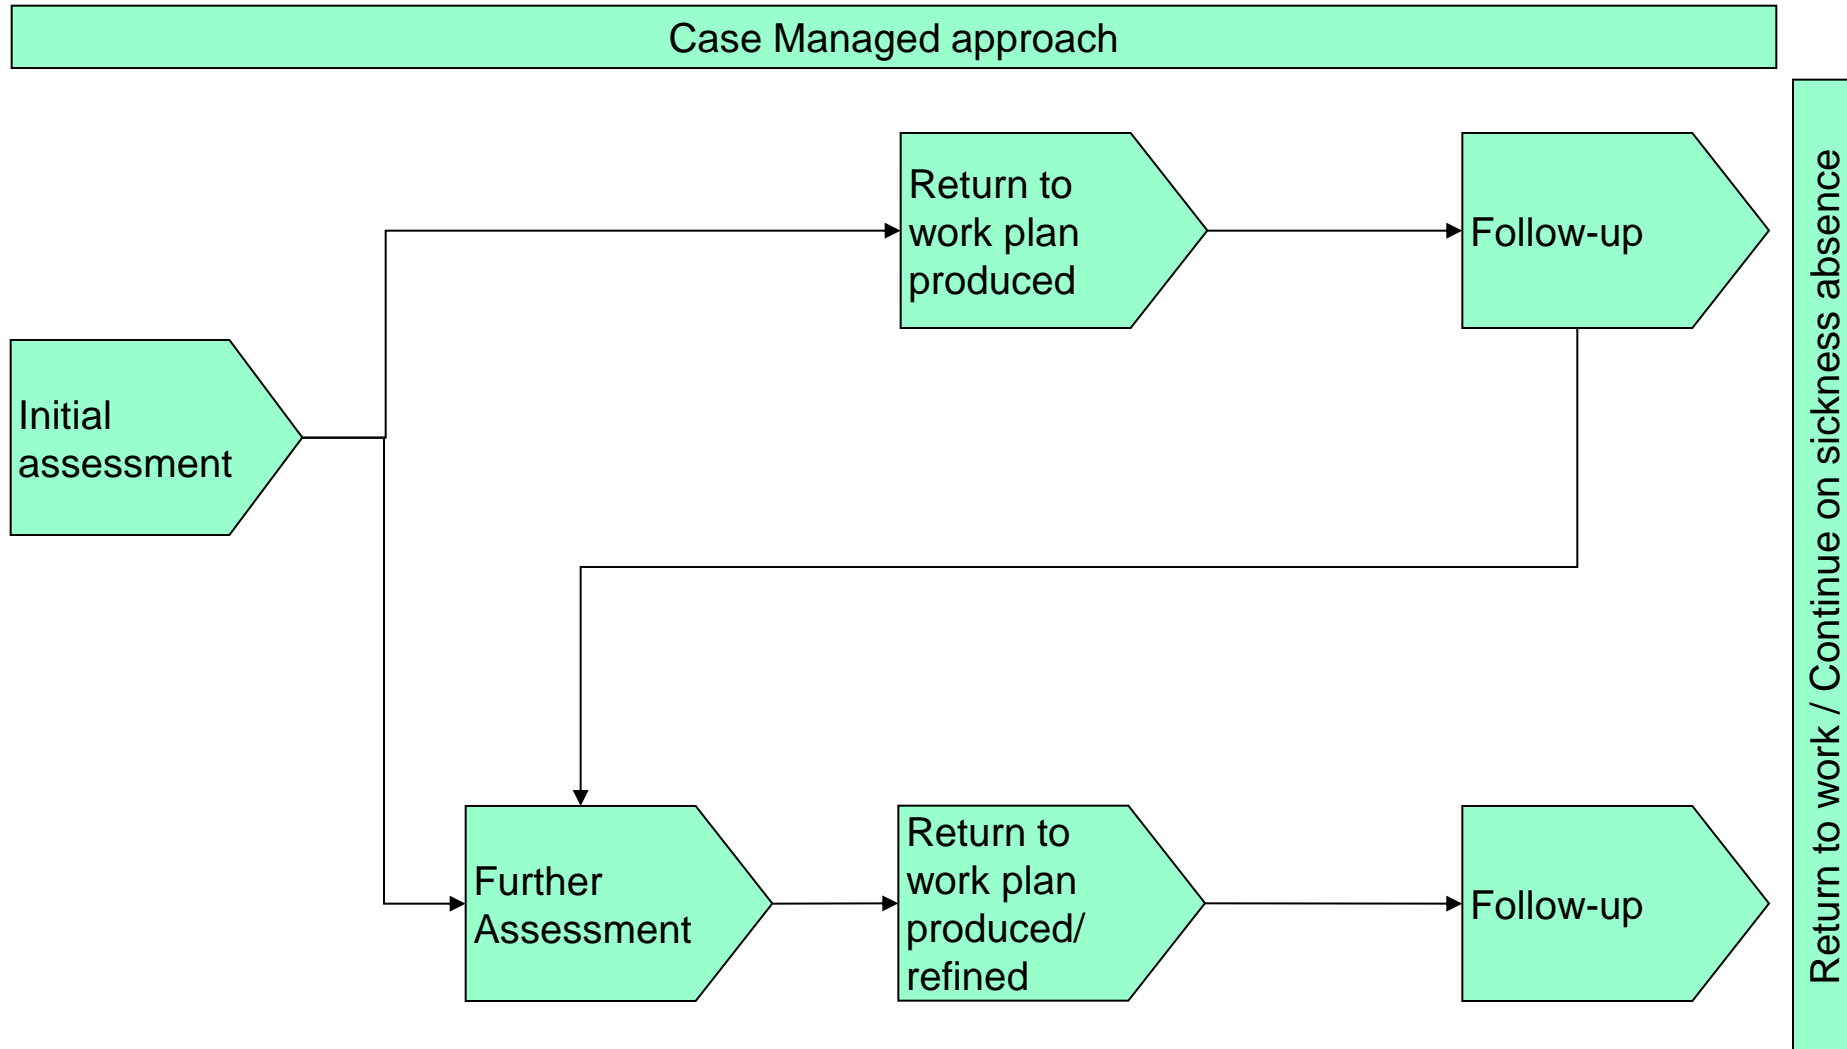 Case Managed approach
Return to
work plan
produced
Follow-up
Initial
assessment
Further
Assessment
Return to
work plan
produced/
refined
Follow-up
Return to work / Continue on sickness absence